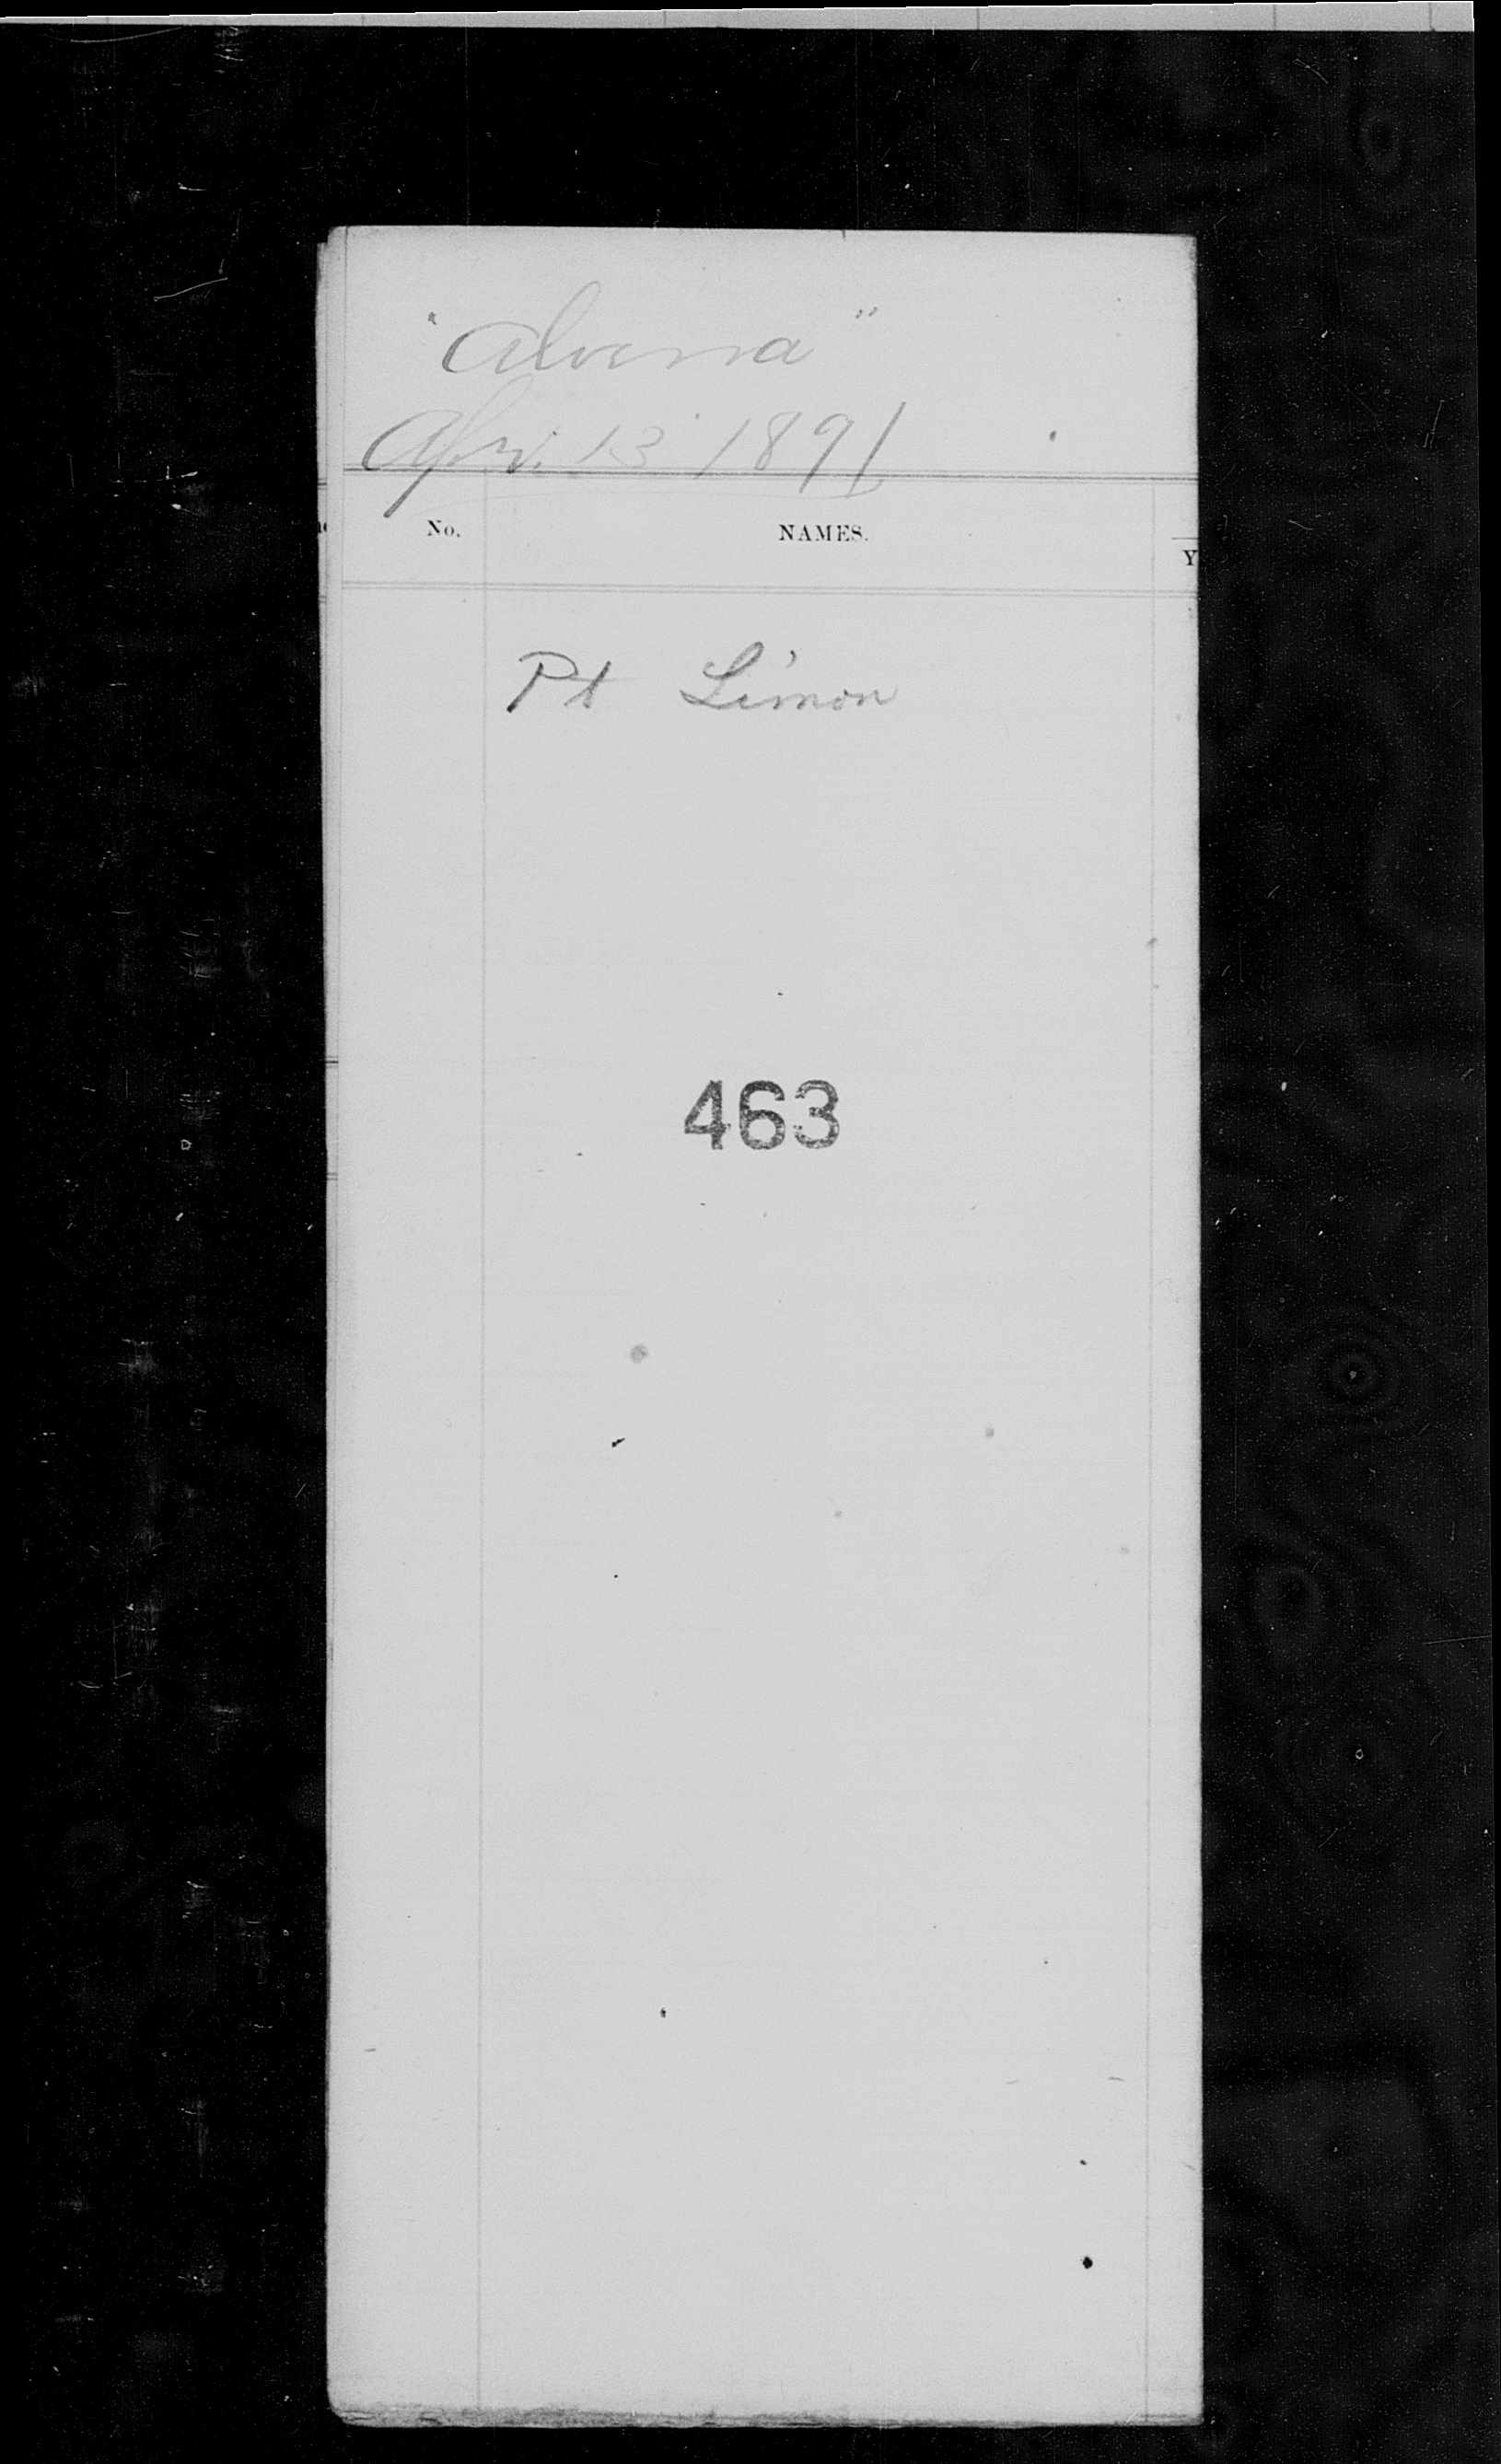 "Alvena"
Apr. 13 1891
No. NAMES. Y
Pt Limon
463